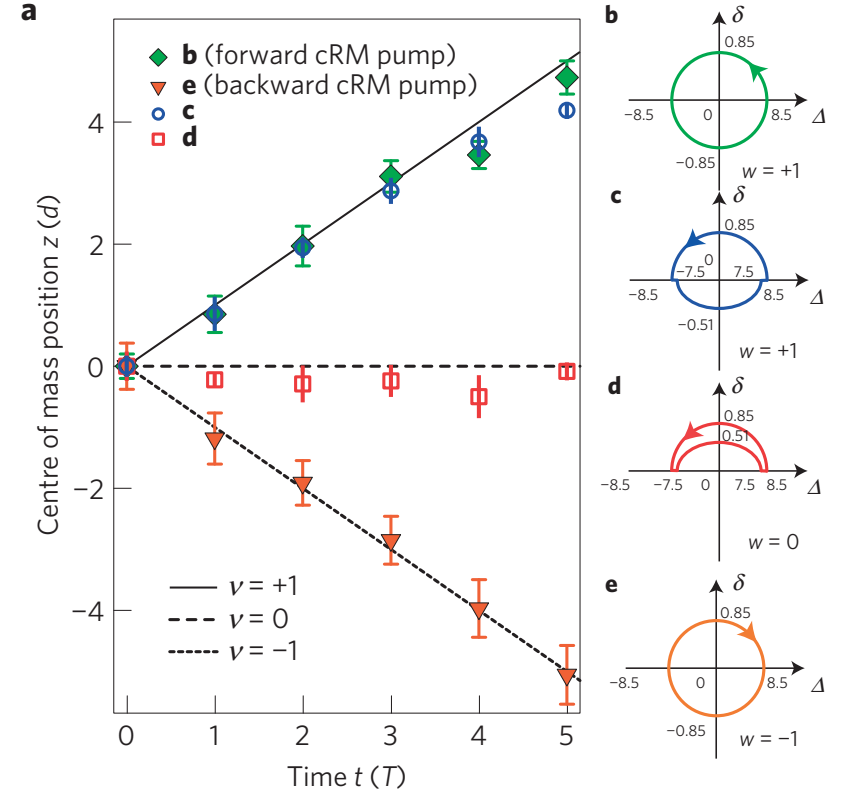 a
b (forward cRM pump)
e (backward cRM pump)
c
d
4
2
0
−2
−4
Centre of mass position z (d)
ν = +1
ν = 0
ν = −1
0 1 2 3 4 5
Time t (T)
b
δ
0.85
−8.5 0 8.5 Δ
−0.85
w = +1
c
δ
0.85
0
−7.5 7.5
−8.5 8.5 Δ
−0.51
w = +1
d
δ
0.85
0.51
−8.5 −7.5 0 7.5 8.5 Δ
w = 0
e
δ
0.85
−8.5 0 8.5 Δ
−0.85
w = −1